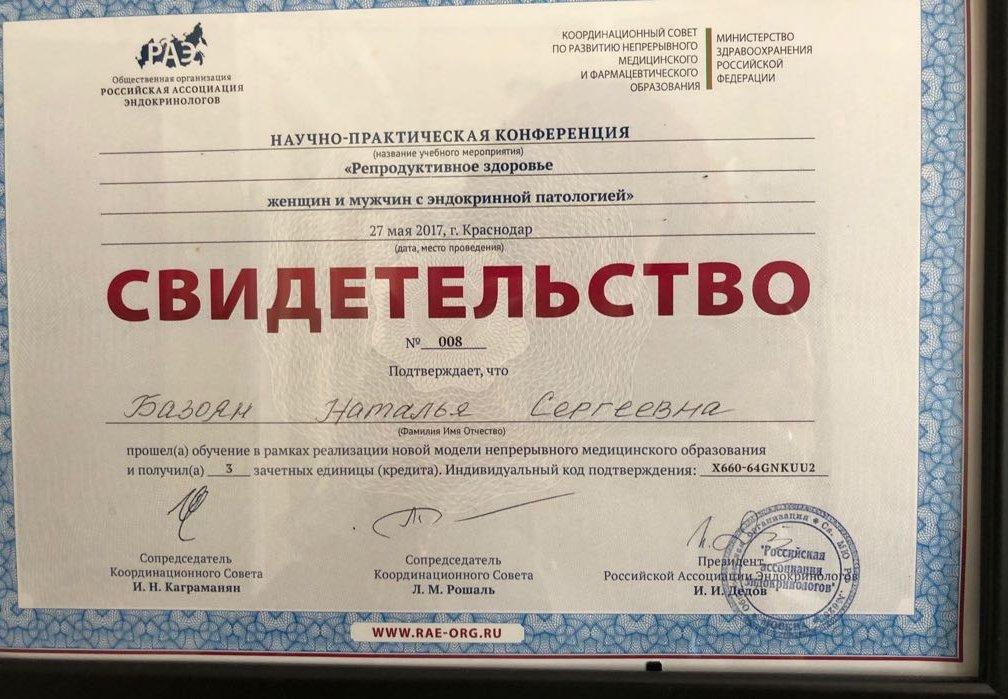 РАЭ
Общественная организация
РОССИЙСКАЯ АССОЦИАЦИЯ
ЭНДОКРИНОЛОГОВ
КООРДИНАЦИОННЫЙ СОВЕТ
ПО РАЗВИТИЮ НЕПРЕРЫВНОГО
МЕДИЦИНСКОГО
И ФАРМАЦЕВТИЧЕСКОГО
ОБРАЗОВАНИЯ
МИНИСТЕРСТВО
ЗДРАВООХРАНЕНИЯ
РОССИЙСКОЙ
ФЕДЕРАЦИИ
НАУЧНО-ПРАКТИЧЕСКАЯ КОНФЕРЕНЦИЯ
(название учебного мероприятия)
«Репродуктивное здоровье
женщин и мужчин с эндокринной патологией»
27 мая 2017, г. Краснодар
(дата, место проведения)
СВИДЕТЕЛЬСТВО
№ 008
Подтверждает, что
Базоян Наталья Сергеевна
(Фамилия Имя Отчество)
прошел(а) обучение в рамках реализации новой модели непрерывного медицинского образования
и получил(а) 3 зачетных единицы (кредита). Индивидуальный код подтверждения: X660-64GNKUU2
Сопредседатель
Координационного Совета
И. Н. Каграманян
Сопредседатель
Координационного Совета
Л. М. Рошаль
Президент
Российской Ассоциации Эндокринологов
И. И. Дедов
"Российская
ассоциация
эндокринологов"
WWW.RAE-ORG.RU